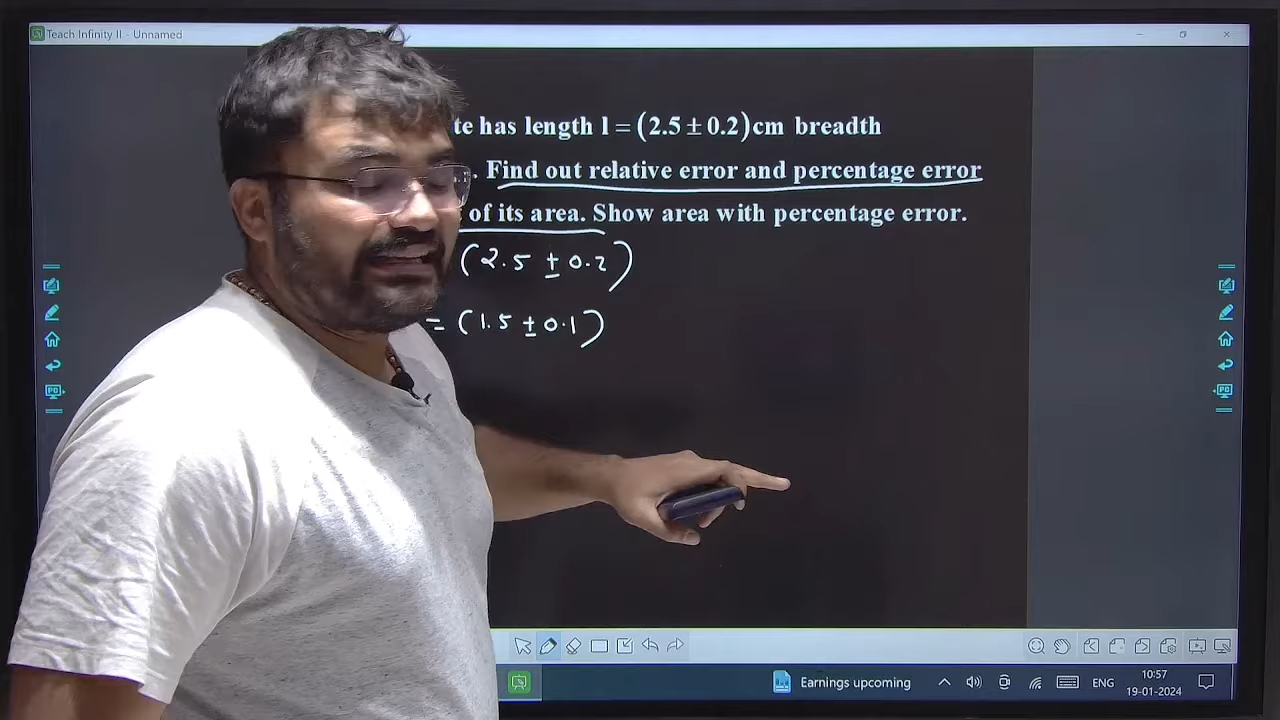 Teach Infinity II - Unnamed
te has length l = (2.5 ± 0.2)cm breadth
. Find out relative error and percentage error
of its area. Show area with percentage error.
(2.5 ± 0.2)
= (1.5 ± 0.1)
Earnings upcoming
ENG
10:57
19-01-2024